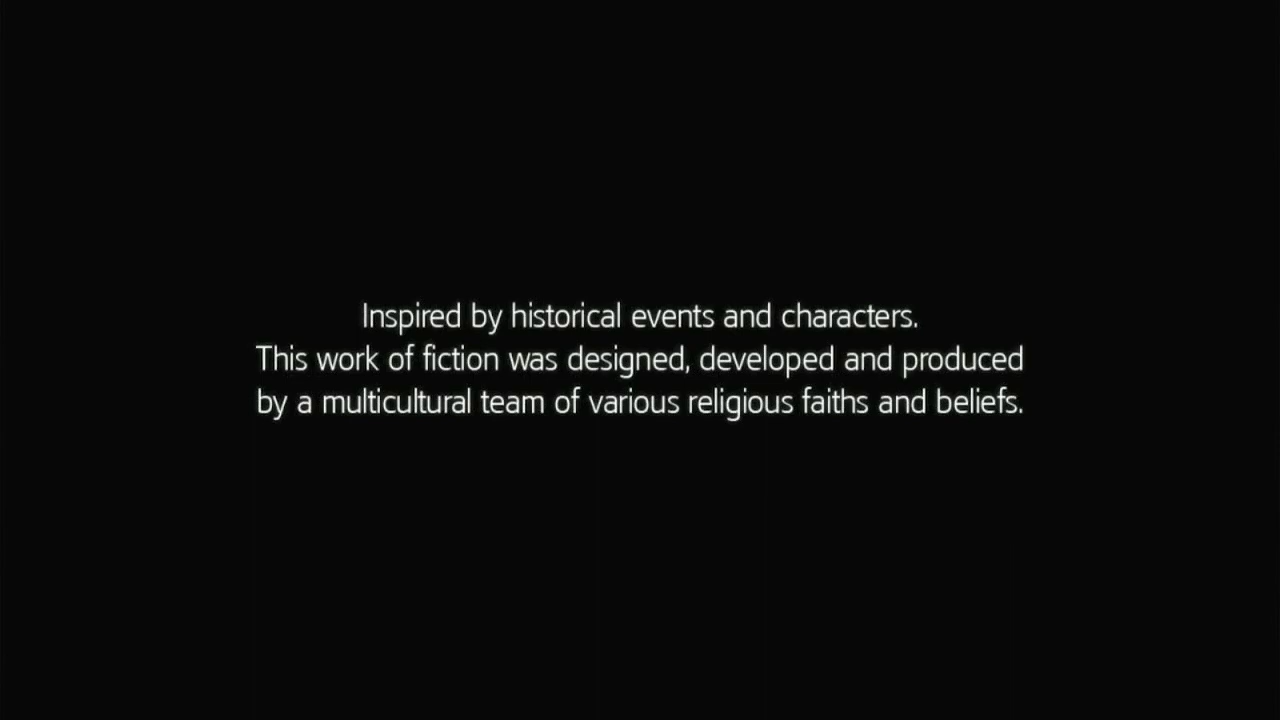 Inspired by historical events and characters.
This work of fiction was designed, developed and produced
by a multicultural team of various religious faiths and beliefs.